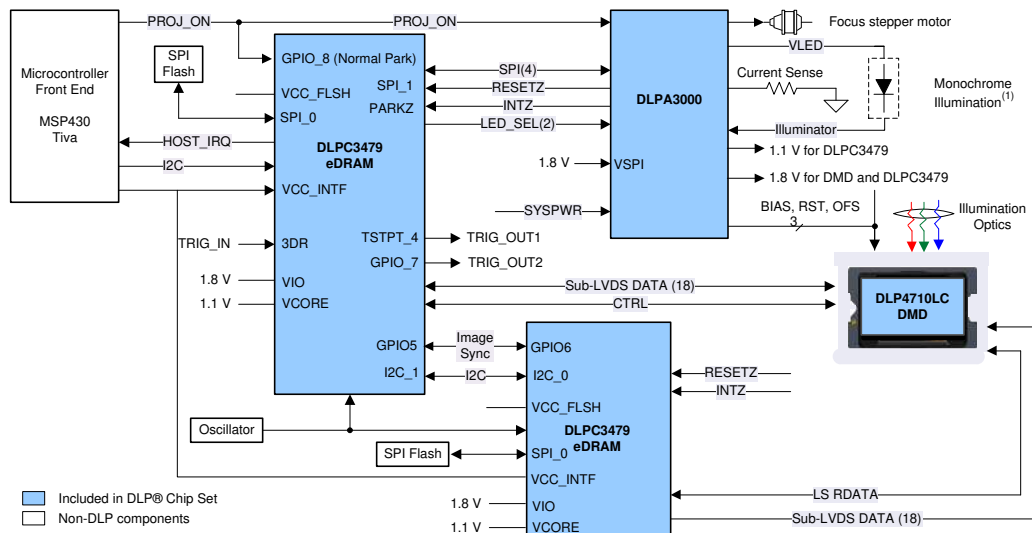 PROJ_ON
PROJ_ON
Focus stepper motor
Microcontroller
Front End
MSP430
Tiva
SPI
Flash
GPIO_8 (Normal Park)
SPI_1
PARKZ
VCC_FLSH
SPI_0
HOST_IRQ
I2C
DLPC3479
eDRAM
VCC_INTF
SPI(4)
RESETZ
INTZ
LED_SEL(2)
DLPA3000
1.8 V
VSPI
SYSPWR
VLED
Current Sense
Monochrome
Illumination(1)
Illuminator
1.1 V for DLPC3479
1.8 V for DMD and DLPC3479
BIAS, RST, OFS
3
Illumination
Optics
TRIG_IN
3DR
TSTPT_4
TRIG_OUT1
GPIO_7
TRIG_OUT2
1.8 V
VIO
1.1 V
VCORE
Sub-LVDS DATA (18)
CTRL
DLP4710LC
DMD
GPIO5
Image
Sync
GPIO6
I2C_1
I2C
I2C_0
RESETZ
INTZ
VCC_FLSH
Oscillator
DLPC3479
eDRAM
SPI Flash
SPI_0
VCC_INTF
1.8 V
VIO
1.1 V
VCORE
LS RDATA
Sub-LVDS DATA (18)
Included in DLP® Chip Set
Non-DLP components